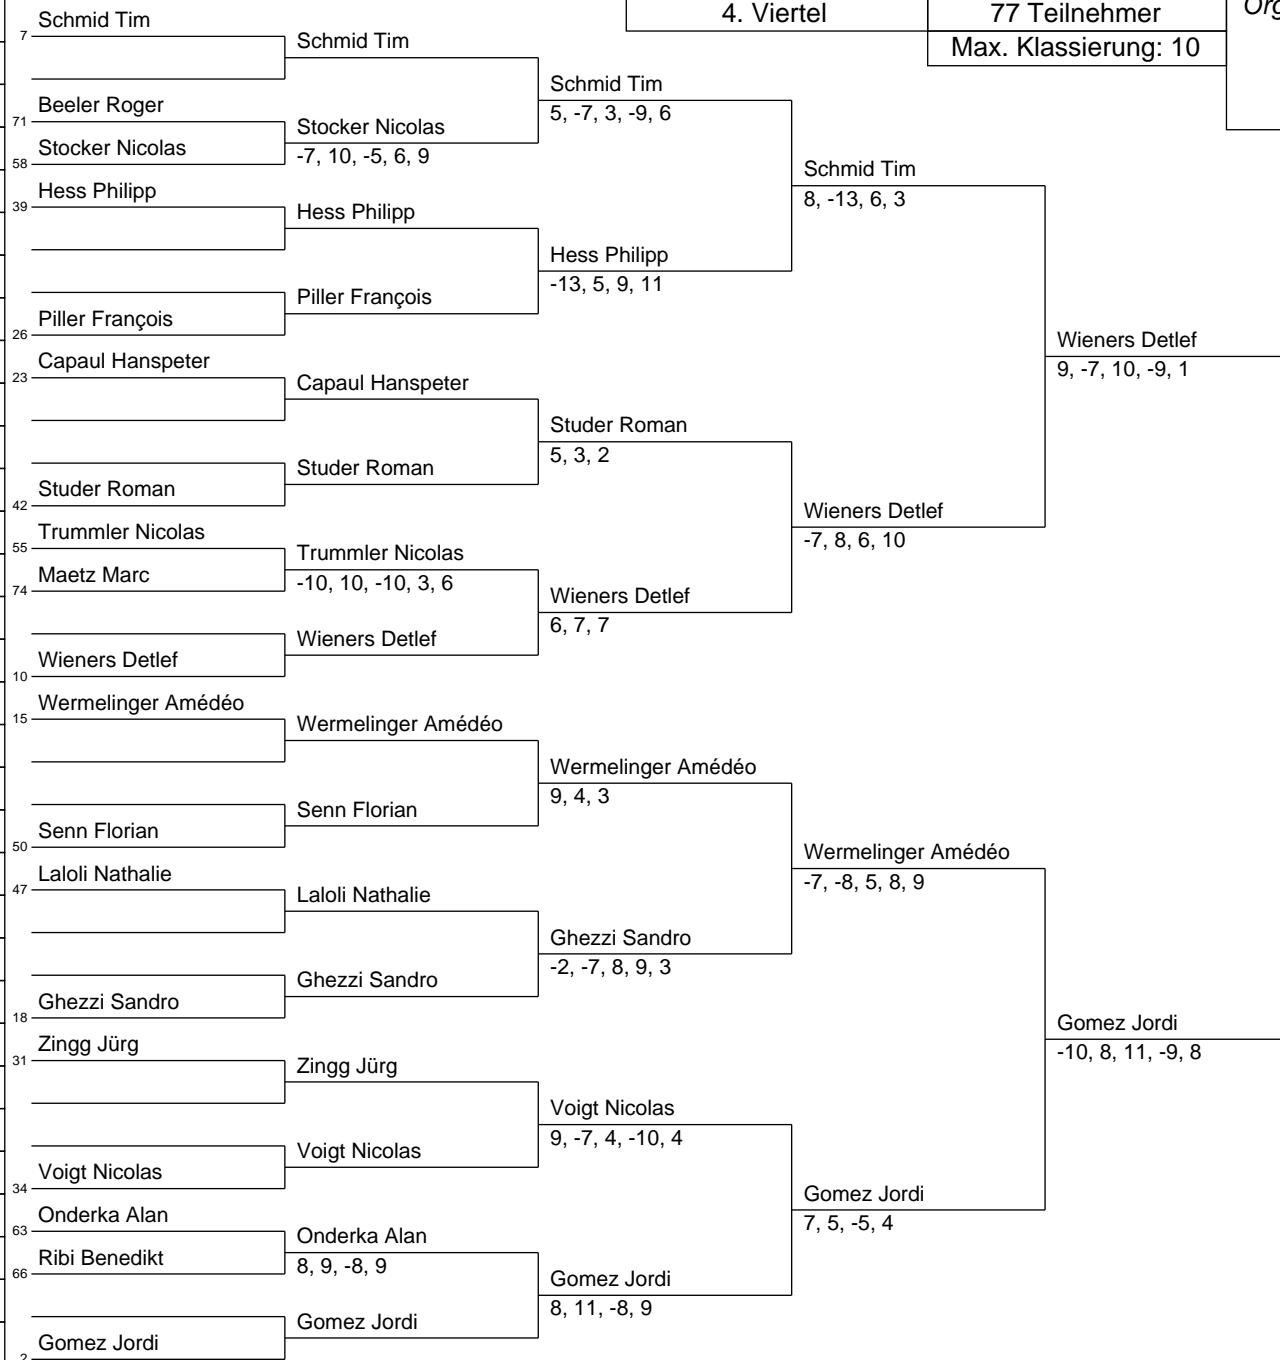 4. Viertel
77 Teilnehmer
Org
Max. Klassierung: 10
Schmid Tim
7
Schmid Tim
Schmid Tim
5, -7, 3, -9, 6
Beeler Roger
71
Stocker Nicolas
Stocker Nicolas
-7, 10, -5, 6, 9
58
Schmid Tim
8, -13, 6, 3
Hess Philipp
39
Hess Philipp
Hess Philipp
-13, 5, 9, 11
Piller François
Piller François
26
Wieners Detlef
9, -7, 10, -9, 1
Capaul Hanspeter
23
Capaul Hanspeter
Studer Roman
5, 3, 2
Studer Roman
Studer Roman
42
Wieners Detlef
-7, 8, 6, 10
Trummler Nicolas
55
Trummler Nicolas
-10, 10, -10, 3, 6
Maetz Marc
74
Wieners Detlef
6, 7, 7
Wieners Detlef
Wieners Detlef
10
Wermelinger Amédéo
15
Wermelinger Amédéo
Wermelinger Amédéo
9, 4, 3
Senn Florian
Senn Florian
50
Wermelinger Amédéo
-7, -8, 5, 8, 9
Laloli Nathalie
47
Laloli Nathalie
Ghezzi Sandro
-2, -7, 8, 9, 3
Ghezzi Sandro
Ghezzi Sandro
18
Gomez Jordi
-10, 8, 11, -9, 8
Zingg Jürg
31
Zingg Jürg
Voigt Nicolas
9, -7, 4, -10, 4
Voigt Nicolas
Voigt Nicolas
34
Gomez Jordi
7, 5, -5, 4
Onderka Alan
63
Onderka Alan
8, 9, -8, 9
Ribi Benedikt
66
Gomez Jordi
8, 11, -8, 9
Gomez Jordi
Gomez Jordi
2